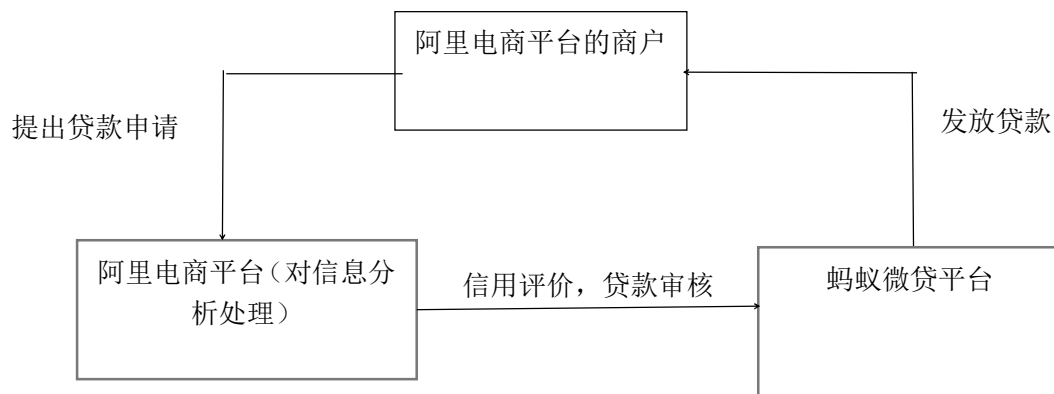 阿里电商平台的商户
提出贷款申请
发放贷款
阿里电商平台（对信息分
析处理）
信用评价，贷款审核
蚂蚁微贷平台